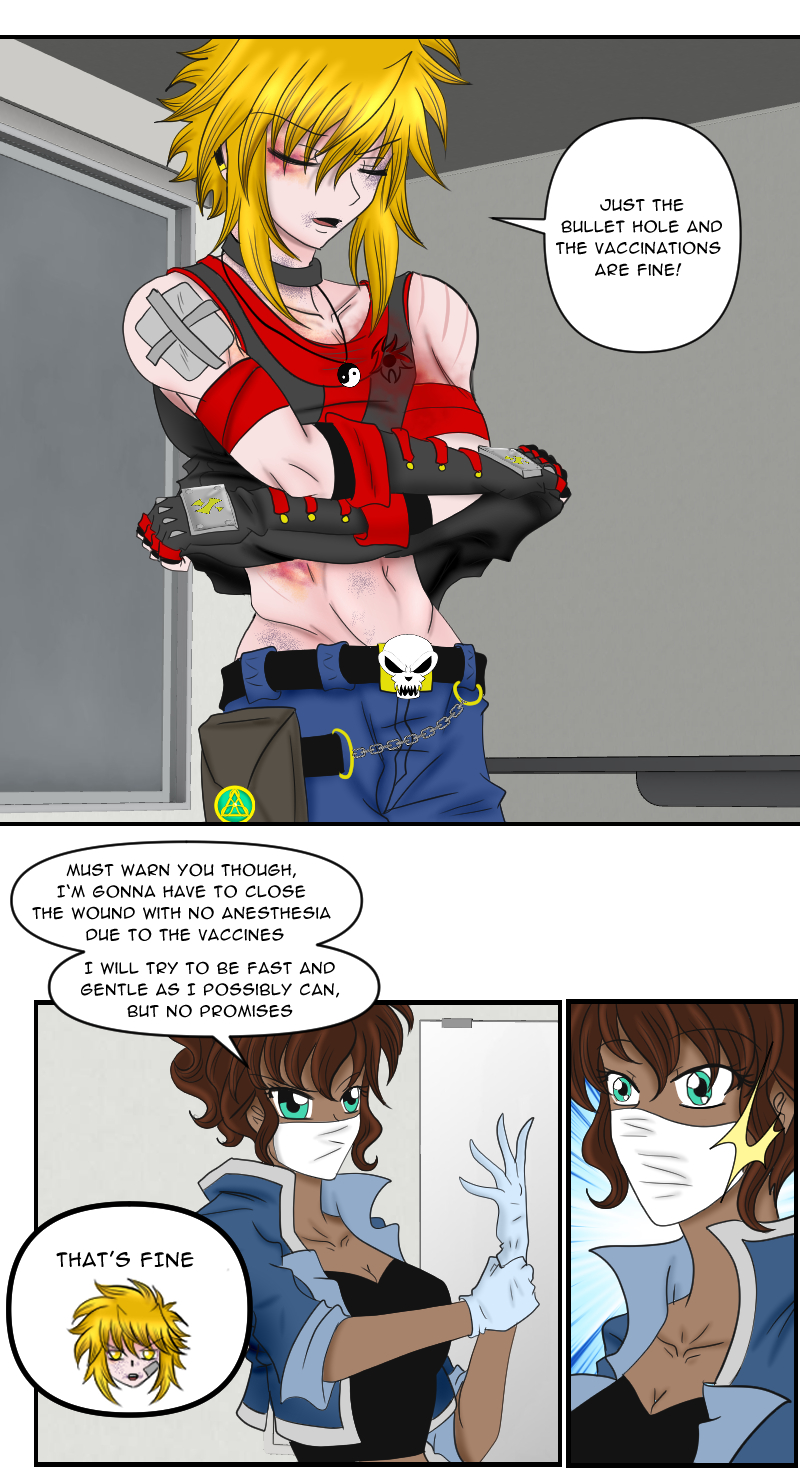 JUST THE
BULLET HOLE AND
THE VACCINATIONS
ARE FINE!
MUST WARN YOU THOUGH,
I'M GONNA HAVE TO CLOSE
THE WOUND WITH NO ANESTHESIA
DUE TO THE VACCINES
I WILL TRY TO BE FAST AND
GENTLE AS I POSSIBLY CAN,
BUT NO PROMISES
THAT'S FINE